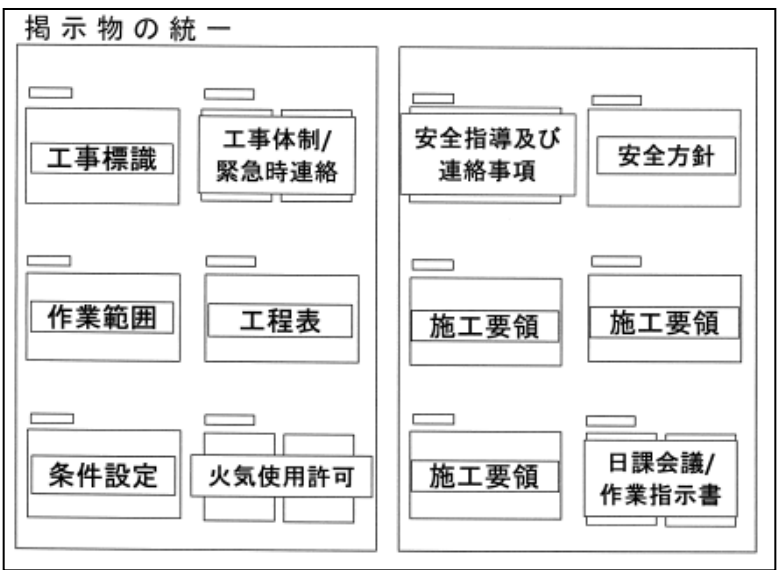 掲示物の統一
工事標識
工事体制/
緊急時連絡
安全指導及び
連絡事項
安全方針
作業範囲
工程表
施工要領
施工要領
条件設定
火気使用許可
施工要領
日課会議/
作業指示書